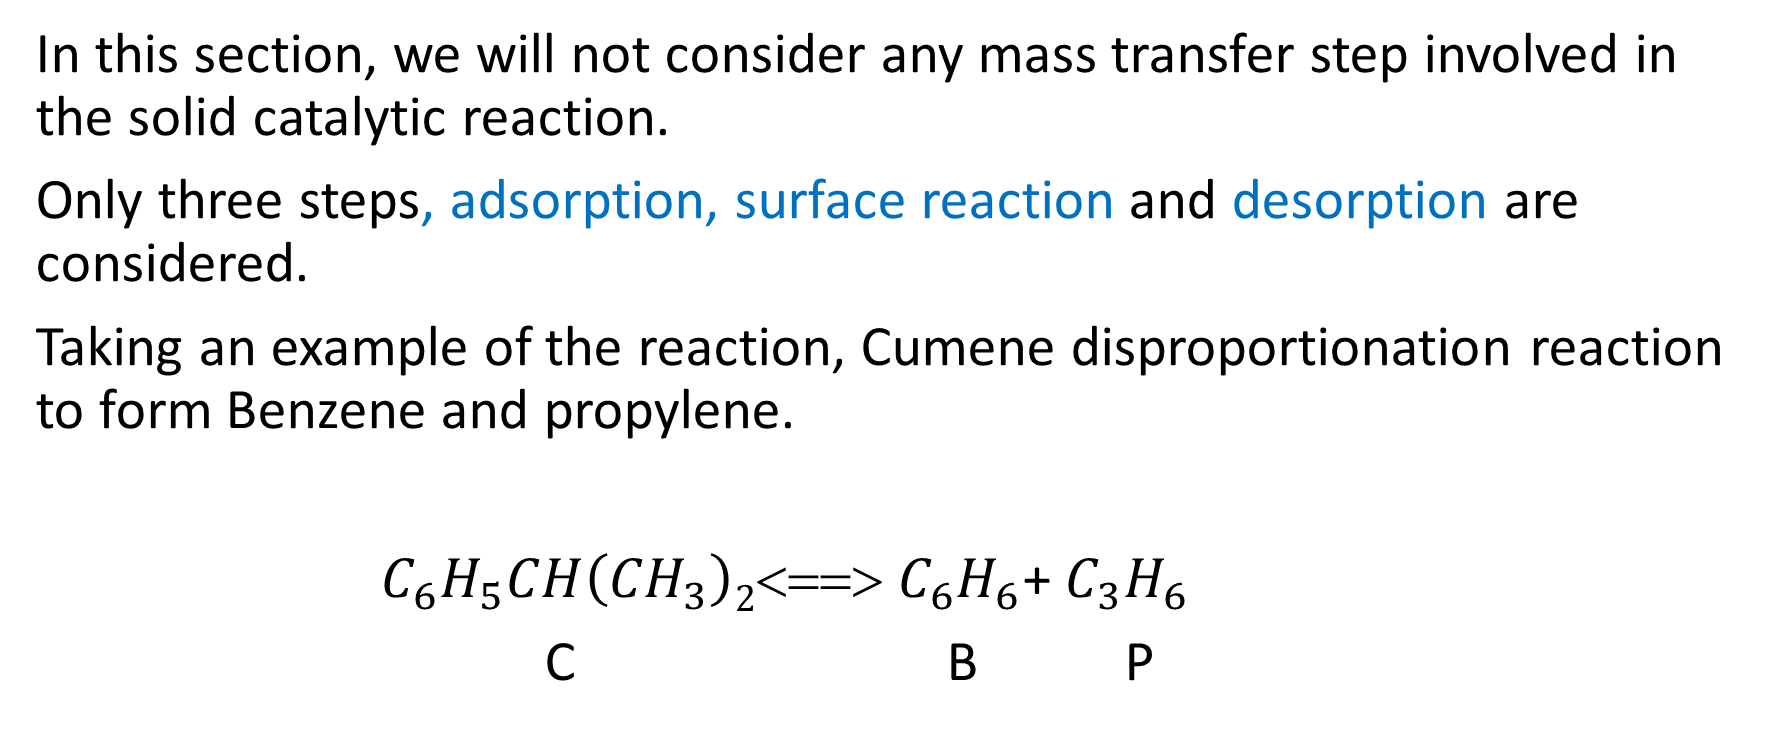 In this section, we will not consider any mass transfer step involved in
the solid catalytic reaction.
Only three steps, adsorption, surface reaction and desorption are
considered.
Taking an example of the reaction, Cumene disproportionation reaction
to form Benzene and propylene.
C₆H₅CH(CH₃)₂<==> C₆H₆+ C₃H₆
C B P